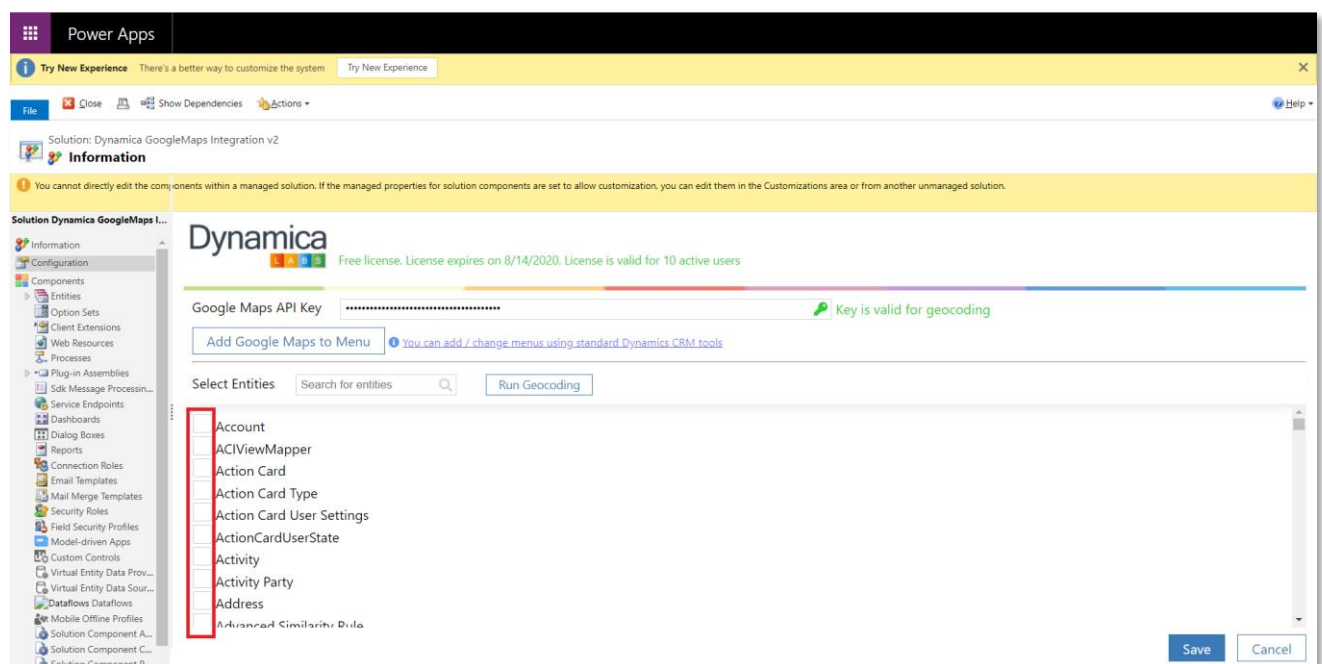 Power Apps
Try New Experience There's a better way to customize the system Try New Experience
File Close Show Dependencies Actions Help
Solution: Dynamica GoogleMaps Integration v2
Information
You cannot directly edit the components within a managed solution. If the managed properties for solution components are set to allow customization, you can edit them in the Customizations area or from another unmanaged solution.
Solution Dynamica GoogleMaps I...
Information
Configuration
Components
Entities
Option Sets
Client Extensions
Web Resources
Processes
Plug-in Assemblies
Sdk Message Processin...
Service Endpoints
Dashboards
Dialog Boxes
Reports
Connection Roles
Email Templates
Mail Merge Templates
Security Roles
Field Security Profiles
Model-driven Apps
Custom Controls
Virtual Entity Data Prov...
Virtual Entity Data Sour...
Dataflows Dataflows
Mobile Offline Profiles
Solution Component A...
Solution Component C...
Solution Component
Dynamica
LABS
Free license. License expires on 8/14/2020. License is valid for 10 active users
Google Maps API Key Key is valid for geocoding
Add Google Maps to Menu You can add / change menus using standard Dynamics CRM tools
Select Entities Search for entities Run Geocoding
Account
ACIViewMapper
Action Card
Action Card Type
Action Card User Settings
ActionCardUserState
Activity
Activity Party
Address
Advanced Similarity Rule
Save Cancel